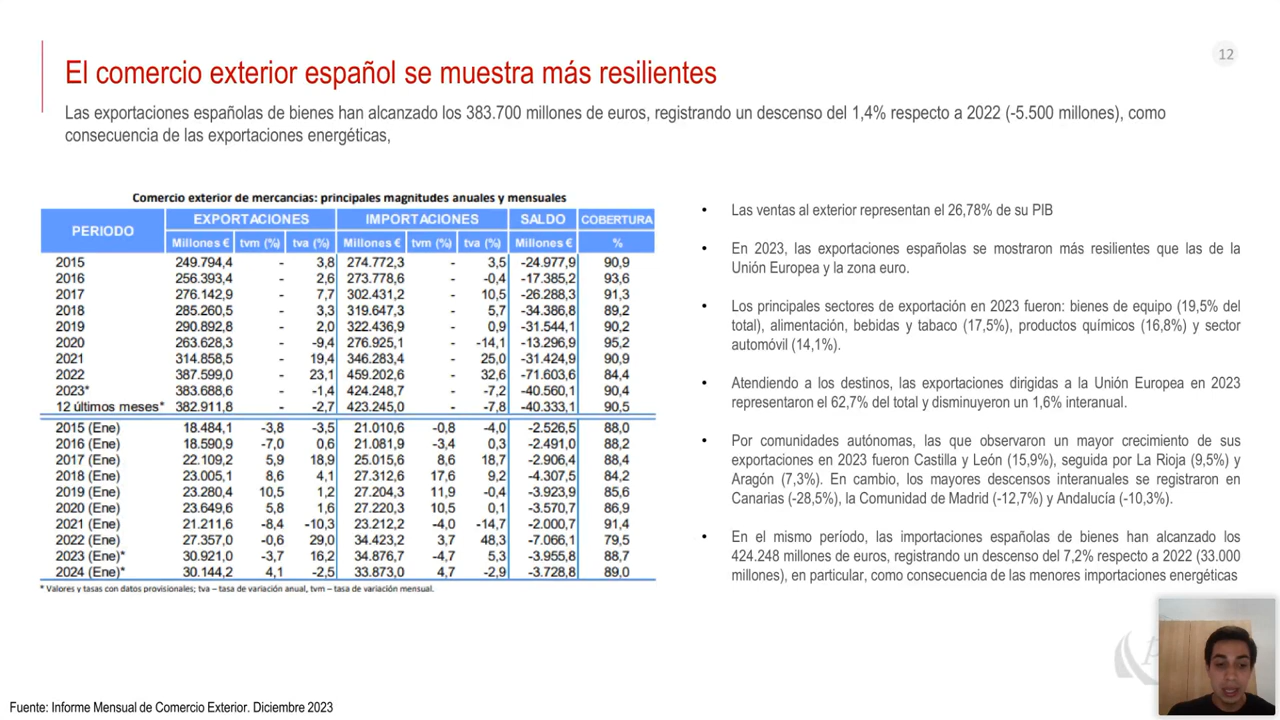 12
El comercio exterior español se muestra más resilientes
Las exportaciones españolas de bienes han alcanzado los 383.700 millones de euros, registrando un descenso del 1,4% respecto a 2022 (-5.500 millones), como
consecuencia de las exportaciones energéticas,
Comercio exterior de mercancias: principales magnitudes anuales y mensuales
PERIODO EXPORTACIONES IMPORTACIONES SALDO COBERTURA
Millones € tvm (%) tva (%) Millones € tvm (%) tva (%) Millones € %
2015 249.794,4 - 3,8 274.772,3 - 3,5 -24.977,9 90,9
2016 256.393,4 - 2,6 273.778,6 - -0,4 -17.385,2 93,6
2017 276.142,9 - 7,7 302.431,2 - 10,5 -26.288,3 91,3
2018 285.260,5 - 3,3 319.647,3 - 5,7 -34.386,8 89,2
2019 290.892,8 - 2,0 322.436,9 - 0,9 -31.544,1 90,2
2020 263.628,3 - -9,4 276.925,1 - -14,1 -13.296,9 95,2
2021 314.858,5 - 19,4 346.283,4 - 25,0 -31.424,9 90,9
2022 387.599,0 - 23,1 459.202,6 - 32,6 -71.603,6 84,4
2023* 383.688,6 - -1,4 424.248,7 - -7,2 -40.560,1 90,4
12 últimos meses* 382.911,8 - -2,7 423.245,0 - -7,8 -40.333,1 90,5
2015 (Ene) 18.484,1 -3,8 -3,5 21.010,6 -0,8 -4,0 -2.526,5 88,0
2016 (Ene) 18.590,9 -7,0 0,6 21.081,9 -3,4 0,3 -2.491,0 88,2
2017 (Ene) 22.109,2 5,9 18,9 25.015,6 8,6 18,7 -2.906,4 88,4
2018 (Ene) 23.005,1 8,6 4,1 27.312,6 17,6 9,2 -4.307,5 84,2
2019 (Ene) 23.280,4 10,5 1,2 27.204,3 11,9 -0,4 -3.923,9 85,6
2020 (Ene) 23.649,6 5,8 1,6 27.220,3 10,5 0,1 -3.570,7 86,9
2021 (Ene) 21.211,6 -8,4 -10,3 23.212,2 -4,0 -14,7 -2.000,7 91,4
2022 (Ene) 27.357,0 -0,6 29,0 34.423,2 3,7 48,3 -7.066,1 79,5
2023 (Ene)* 30.921,0 -3,7 16,2 34.876,7 -4,7 5,3 -3.955,8 88,7
2024 (Ene)* 30.144,2 4,1 -2,5 33.873,0 4,7 -2,9 -3.728,8 89,0
* Valores y tasas con datos provisionales; tva – tasa de variación anual, tvm – tasa de variación mensual.
• Las ventas al exterior representan el 26,78% de su PIB
• En 2023, las exportaciones españolas se mostraron más resilientes que las de la
Unión Europea y la zona euro.
• Los principales sectores de exportación en 2023 fueron: bienes de equipo (19,5% del
total), alimentación, bebidas y tabaco (17,5%), productos químicos (16,8%) y sector
automóvil (14,1%).
• Atendiendo a los destinos, las exportaciones dirigidas a la Unión Europea en 2023
representaron el 62,7% del total y disminuyeron un 1,6% interanual.
• Por comunidades autónomas, las que observaron un mayor crecimiento de sus
exportaciones en 2023 fueron Castilla y León (15,9%), seguida por La Rioja (9,5%) y
Aragón (7,3%). En cambio, los mayores descensos interanuales se registraron en
Canarias (-28,5%), la Comunidad de Madrid (-12,7%) y Andalucía (-10,3%).
• En el mismo período, las importaciones españolas de bienes han alcanzado los
424.248 millones de euros, registrando un descenso del 7,2% respecto a 2022 (33.000
millones), en particular, como consecuencia de las menores importaciones energéticas
Fuente: Informe Mensual de Comercio Exterior. Diciembre 2023